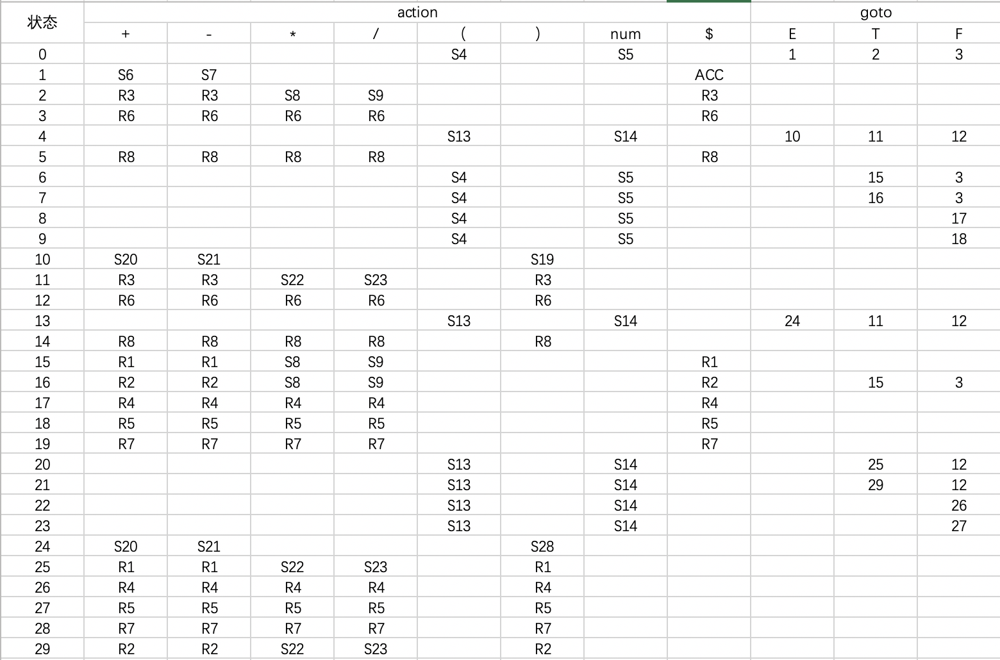 状态 action goto
+ - * / ( ) num $ E T F
0 S4 S5 1 2 3
1 S6 S7 ACC
2 R3 R3 S8 S9 R3
3 R6 R6 R6 R6 R6
4 S13 S14 10 11 12
5 R8 R8 R8 R8 R8
6 S4 S5 15 3
7 S4 S5 16 3
8 S4 S5 17
9 S4 S5 18
10 S20 S21 S19
11 R3 R3 S22 S23 R3
12 R6 R6 R6 R6 R6
13 S13 S14 24 11 12
14 R8 R8 R8 R8 R8
15 R1 R1 S8 S9 R1
16 R2 R2 S8 S9 R2 15 3
17 R4 R4 R4 R4 R4
18 R5 R5 R5 R5 R5
19 R7 R7 R7 R7 R7
20 S13 S14 25 12
21 S13 S14 29 12
22 S13 S14 26
23 S13 S14 27
24 S20 S21 S28
25 R1 R1 S22 S23 R1
26 R4 R4 R4 R4 R4
27 R5 R5 R5 R5 R5
28 R7 R7 R7 R7 R7
29 R2 R2 S22 S23 R2